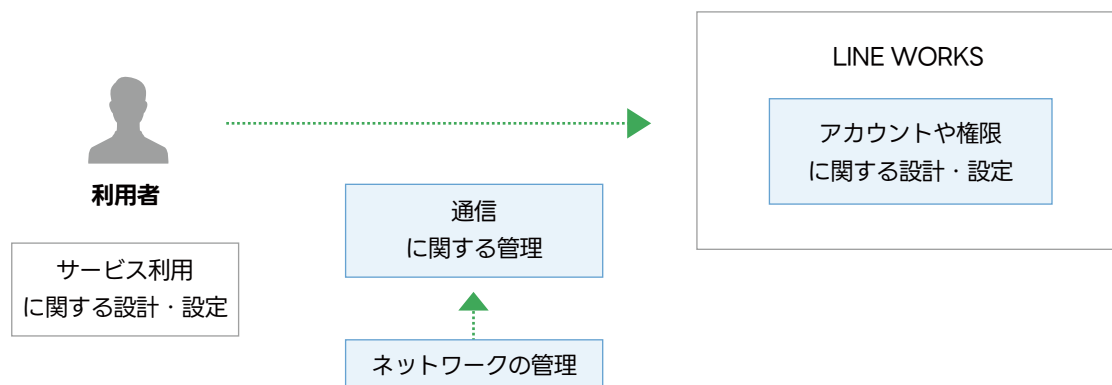 LINE WORKS
アカウントや権限
に関する設計・設定
利用者
通信
に関する管理
サービス利用
に関する設計・設定
ネットワークの管理